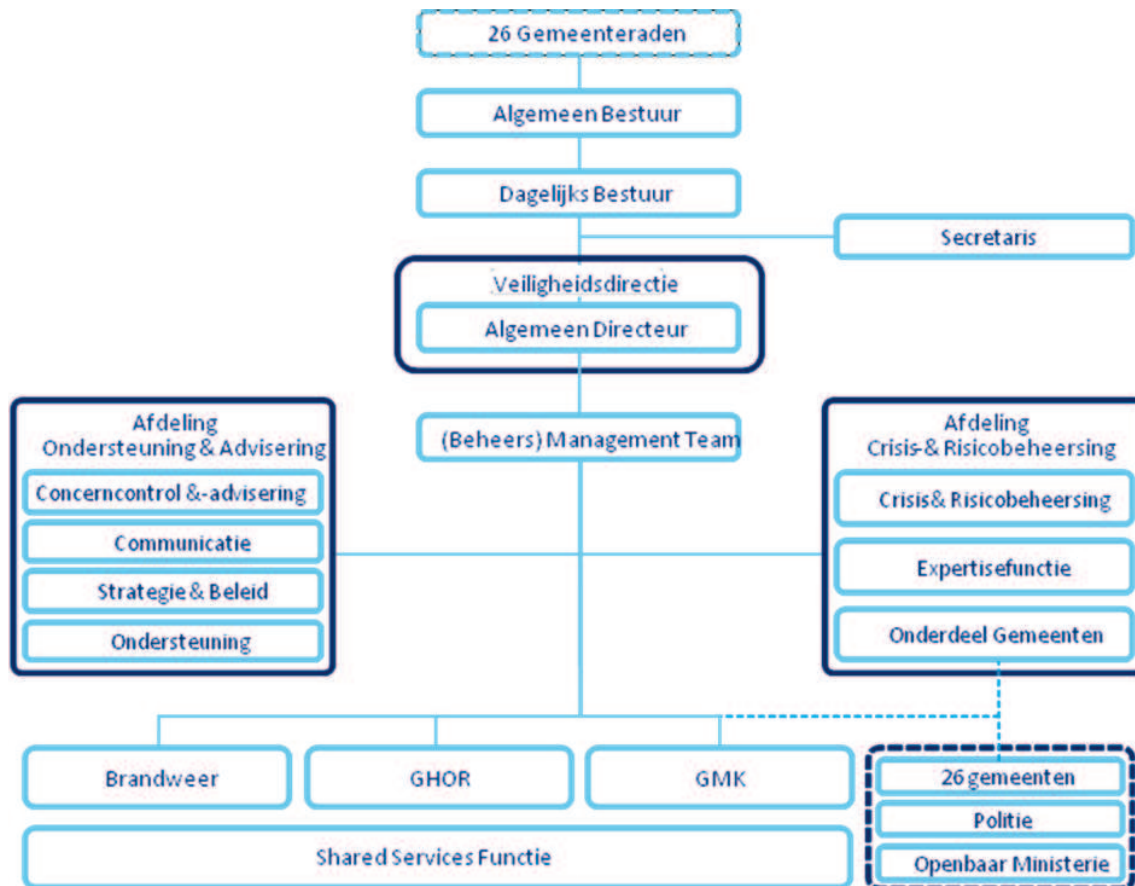 26 Gemeenteraden
Algemeen Bestuur
Dagelijks Bestuur
Secretaris
Veiligheidsdirectie
Algemeen Directeur
(Beheers) Management Team
Afdeling
Ondersteuning & Advisering
Concerncontrol &-advisering
Communicatie
Strategie & Beleid
Ondersteuning
Afdeling
Crisis-& Risicobeheersing
Crisis& Risicobeheersing
Expertisefunctie
Onderdeel Gemeenten
Brandweer
GHOR
GMK
Shared Services Functie
26 gemeenten
Politie
Openbaar Ministerie